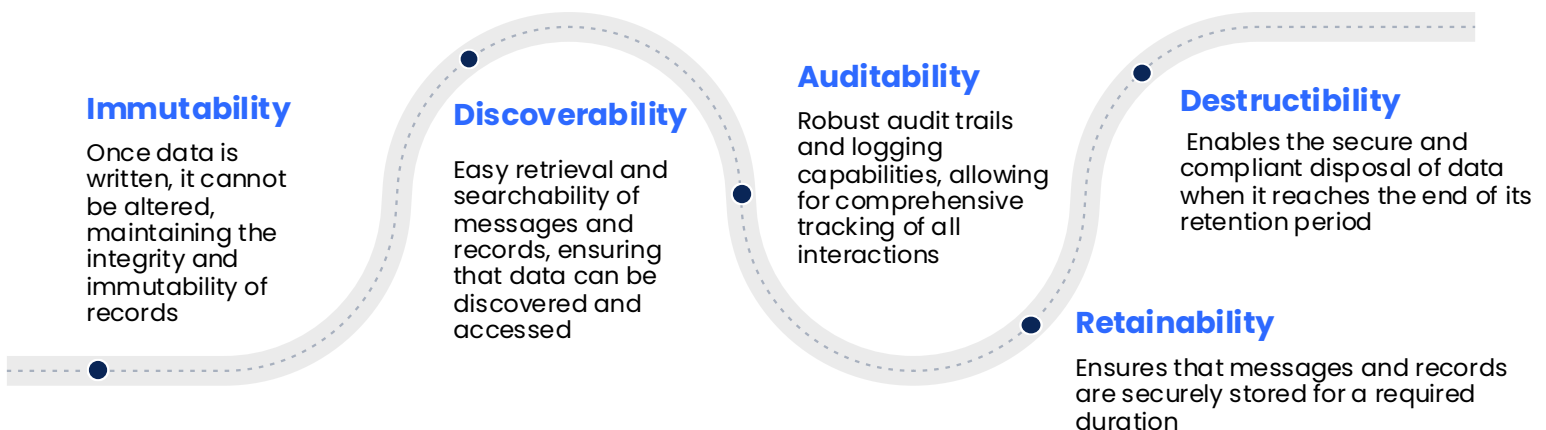 Immutability
Once data is
written, it cannot
be altered,
maintaining the
integrity and
immutability of
records
Discoverability
Easy retrieval and
searchability of
messages and
records, ensuring
that data can be
discovered and
accessed
Auditability
Robust audit trails
and logging
capabilities, allowing
for comprehensive
tracking of all
interactions
Retainability
Ensures that messages and records
are securely stored for a required
duration
Destructibility
Enables the secure and
compliant disposal of data
when it reaches the end of its
retention period